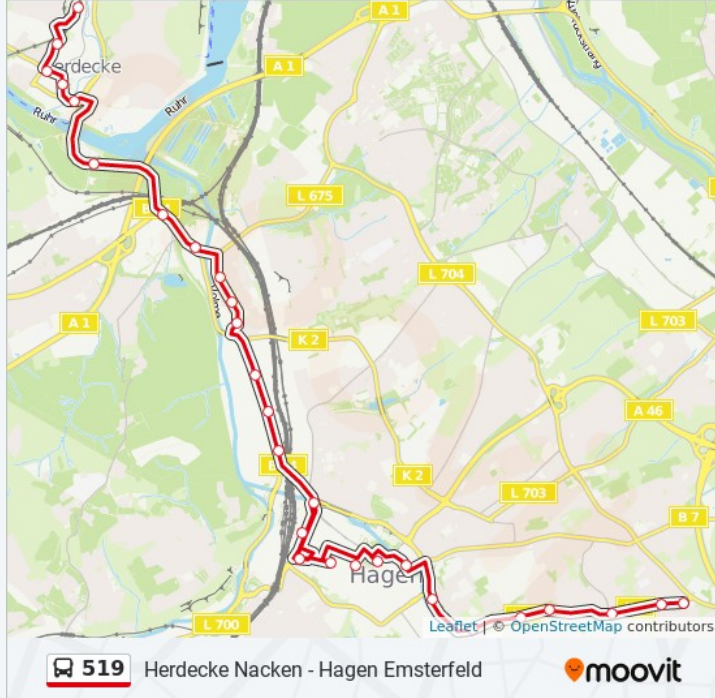 A 1
Herdecke
A 1
Ruhr
Ruhr
L 675
Volme
L 704
A 1
L 703
K 2
A 46
K 2
L 703
B 7
Hagen
L 700
Leaflet | © OpenStreetMap contributors
519 Herdecke Nacken - Hagen Emsterfeld moovit